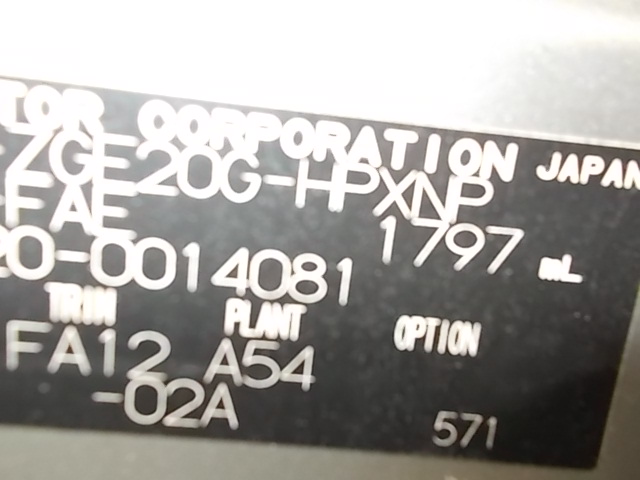 TOR CORPORATION JAPAN
ZGE20G-HPXNP
FAE 1797 mL
20-0014081
TRIM PLANT OPTION
FA12 A54
-02A 571